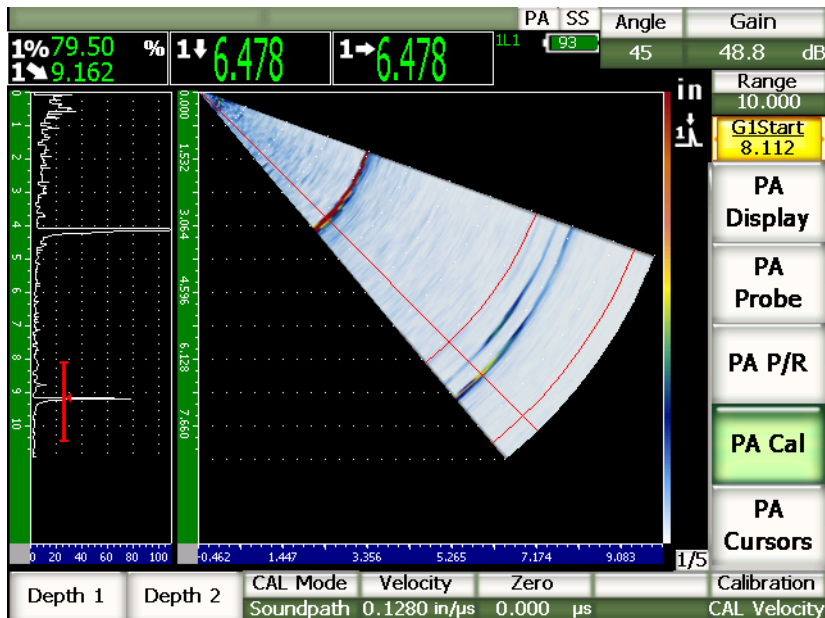 PA SS Angle Gain
1% 79.50 % 1 6.478 1 6.478 1L1 93 45 48.8 dB
1 9.162
in Range
10.000
1 G1Start
8.112
PA
Display
PA
Probe
PA P/R
PA Cal
PA
Cursors
0 1 2 3 4 5 6 7 8 9 10
0.000 1.532 3.064 4.596 6.128 7.660
0 20 40 60 80 100 -0.462 1.447 3.356 5.265 7.174 9.083 1/5
Depth 1 Depth 2 CAL Mode Velocity Zero Calibration
Soundpath 0.1280 in/µs 0.000 µs CAL Velocity